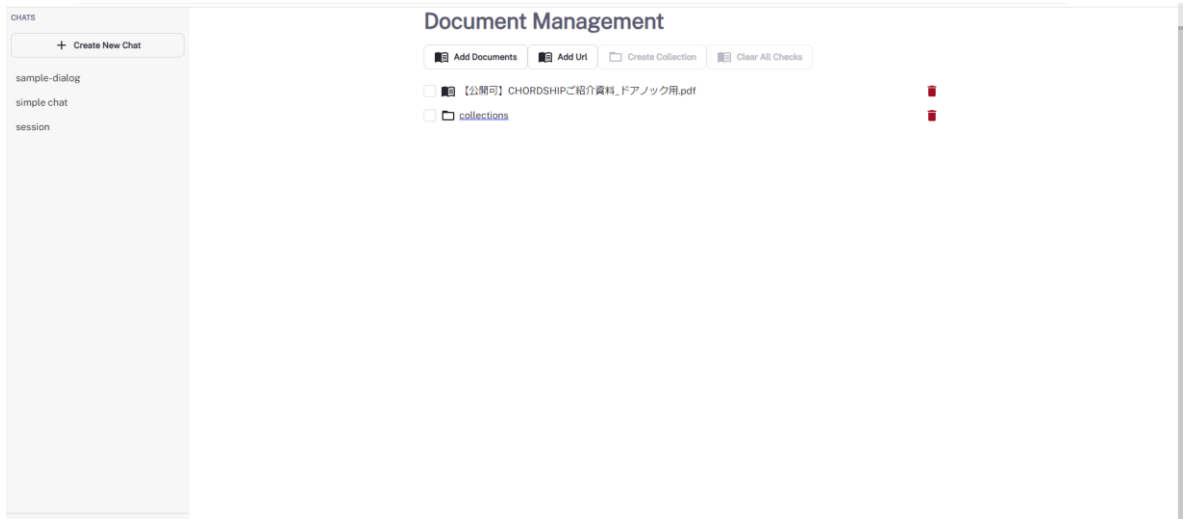 CHATS
Create New Chat
sample-dialog
simple chat
session
Document Management
Add Documents Add Url Create Collection Clear All Checks
【公開可】CHORDSHIPご紹介資料_ドアノック用.pdf
collections